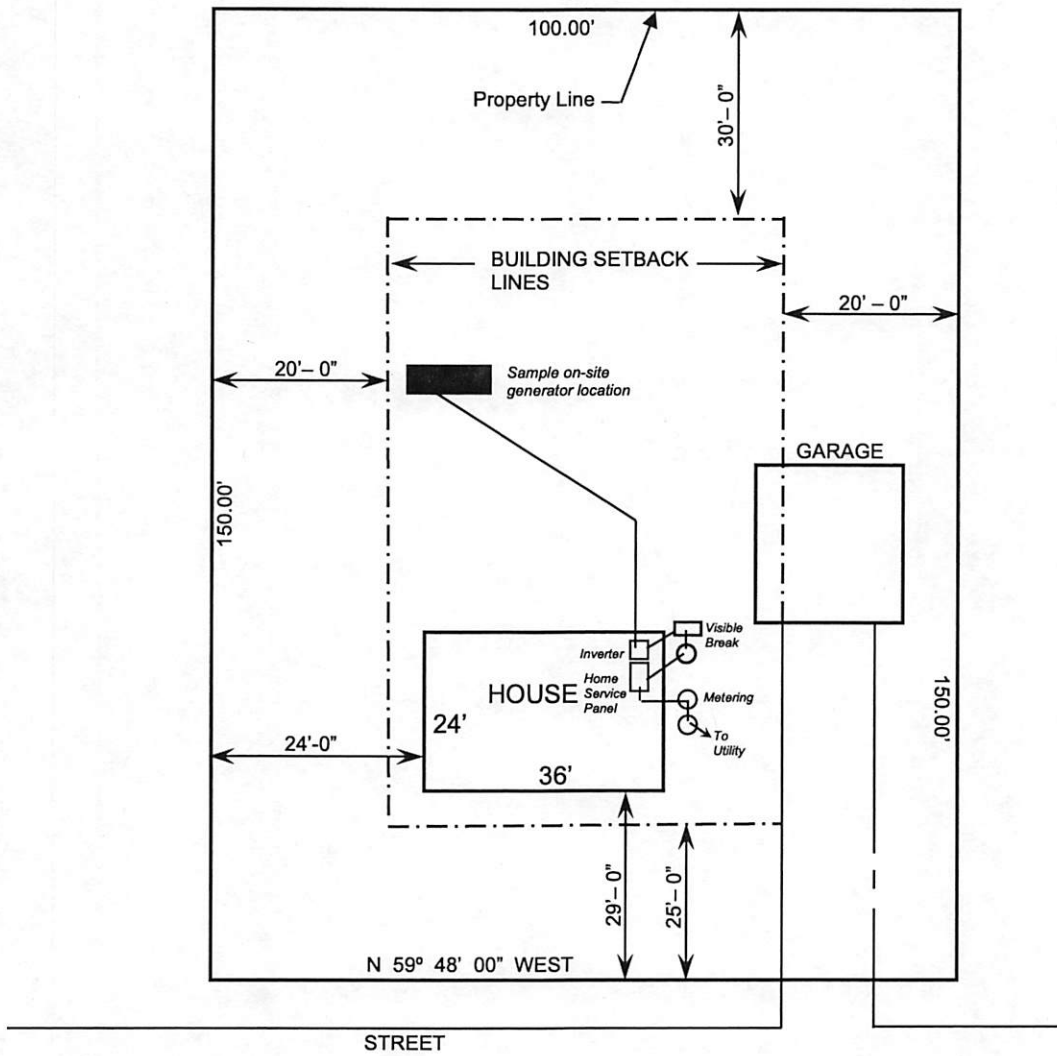 100.00'
Property Line
30'– 0"
BUILDING SETBACK
LINES
20' – 0"
20'– 0"
Sample on-site
generator location
GARAGE
150.00'
Visible
Break
Inverter
HOUSE
Home
Service
Panel
Metering
24'
To
Utility
150.00'
24'-0"
36'
29'– 0"
25'– 0"
N 59º 48' 00" WEST
STREET